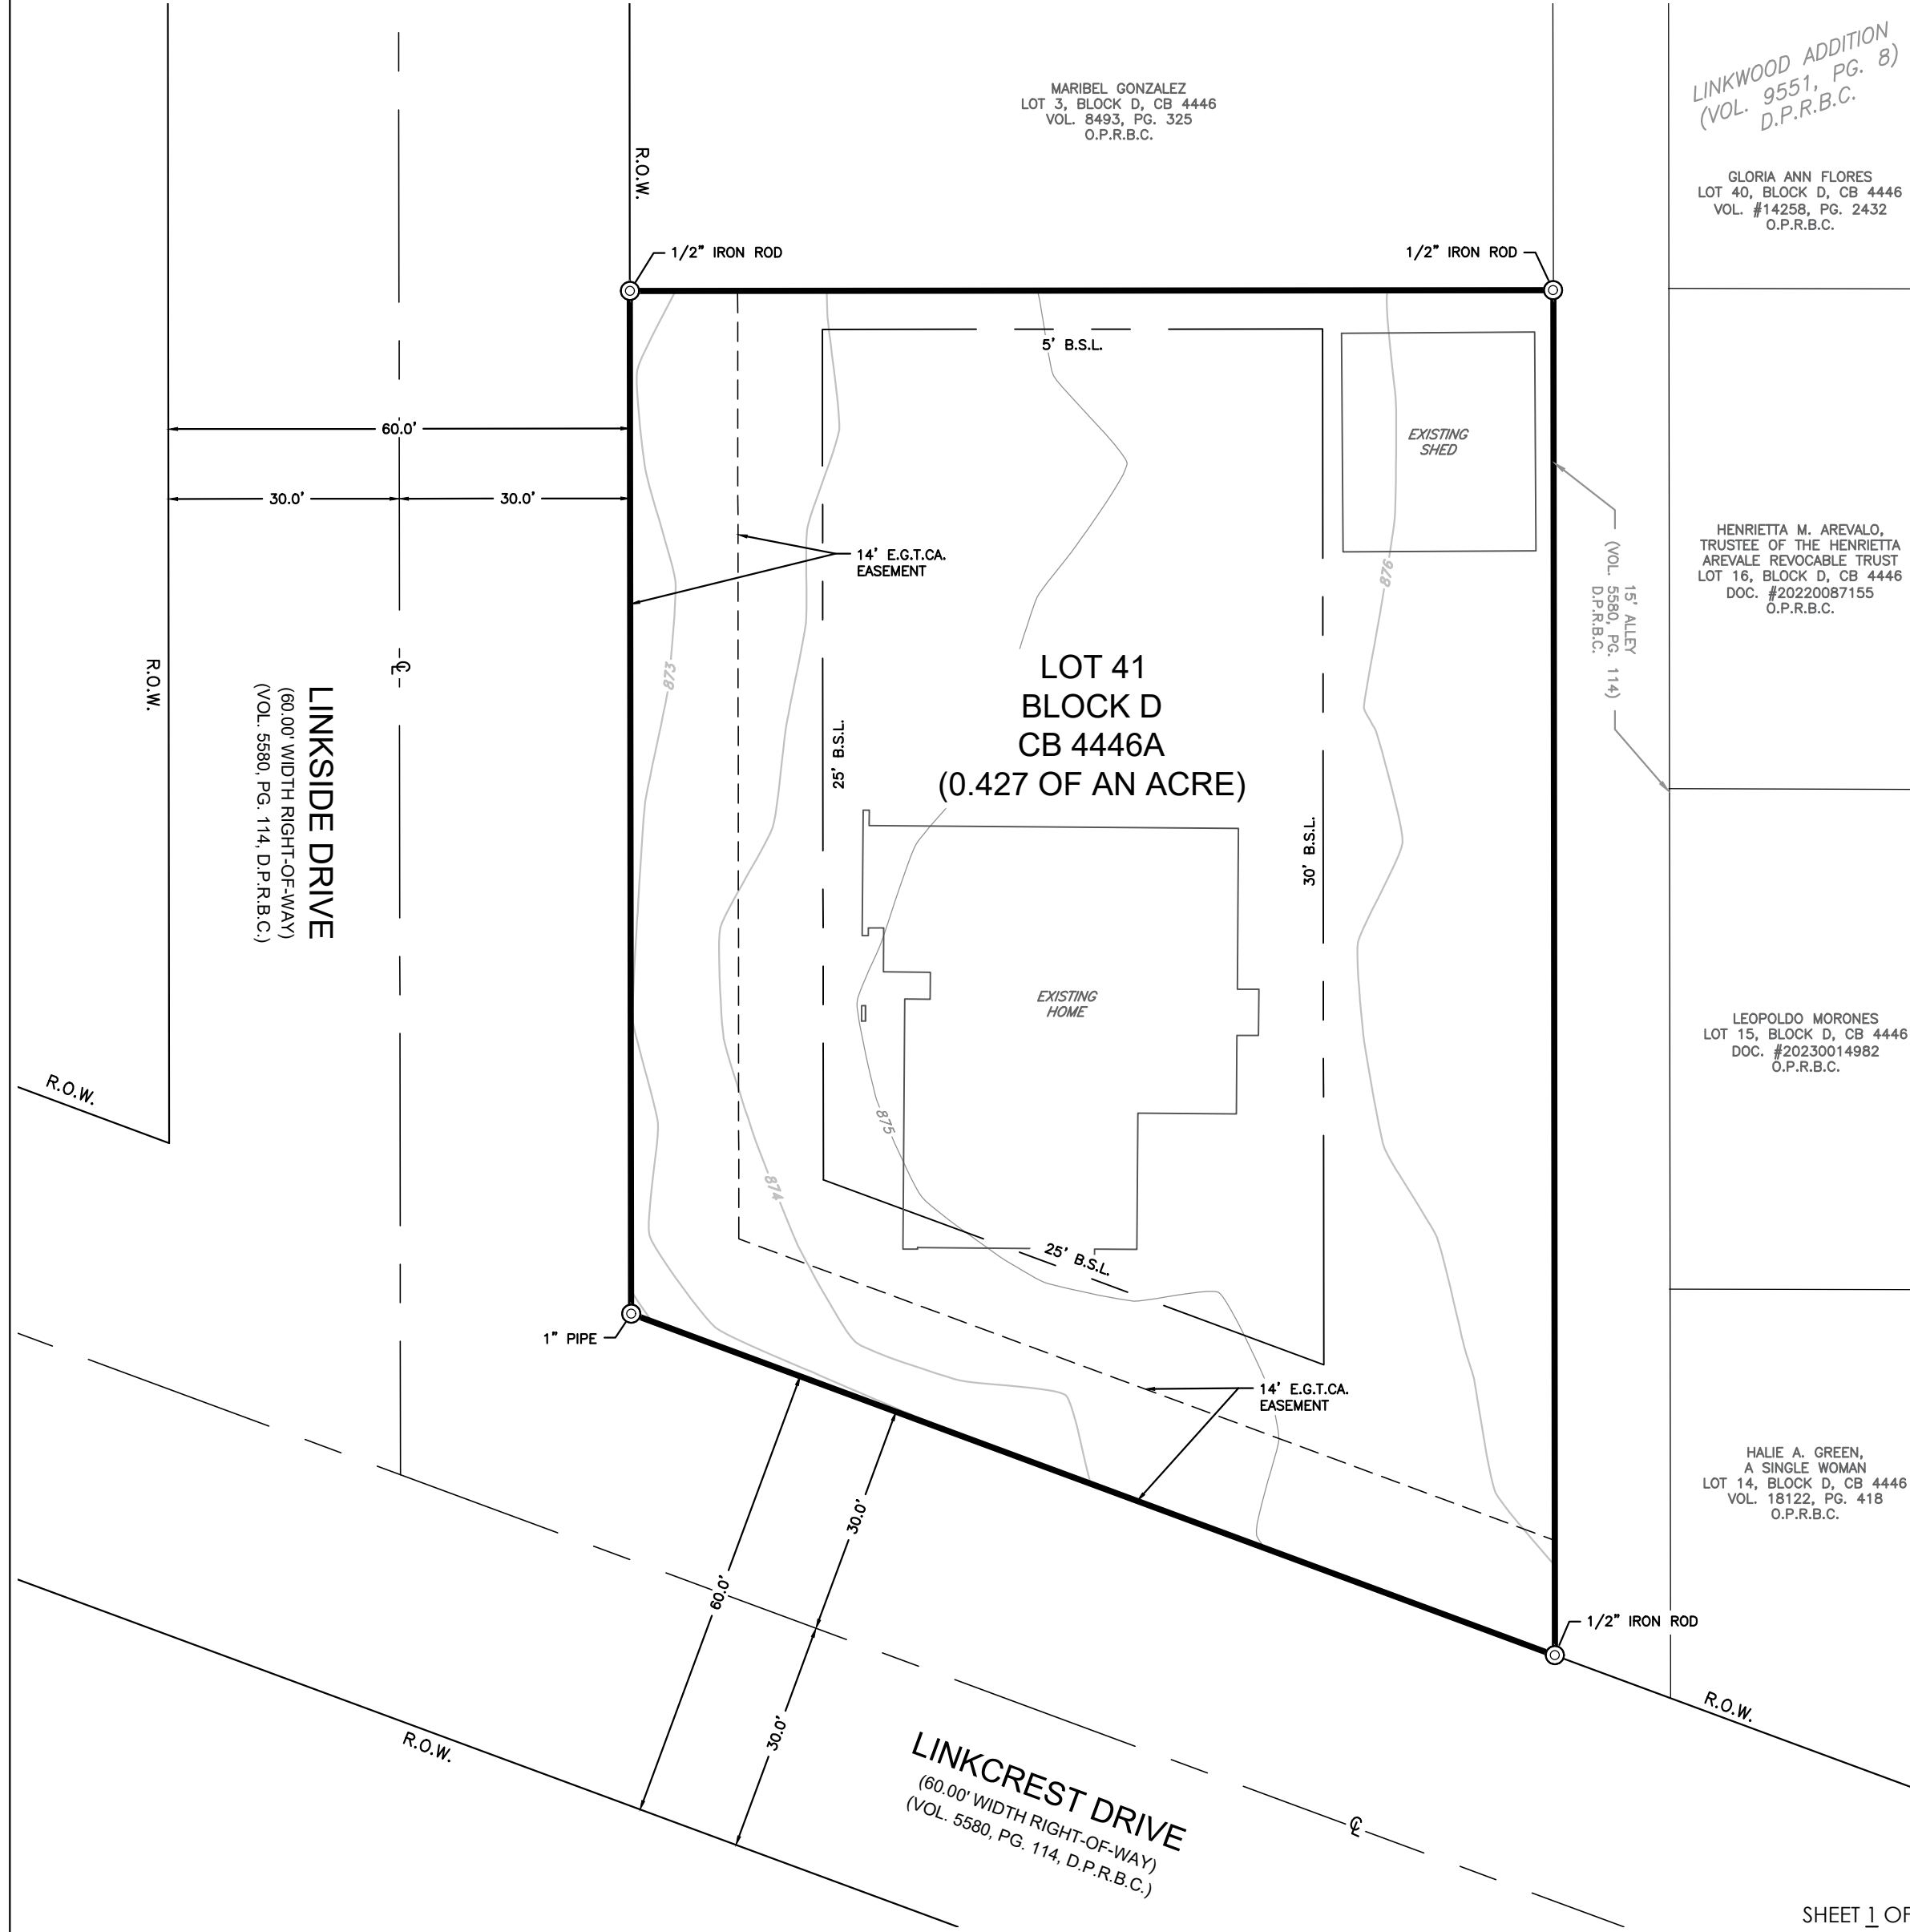 MARIBEL GONZALEZ
LOT 3, BLOCK D, CB 4446
VOL. 8493, PG. 325
O.P.R.B.C.
LINKWOOD ADDITION
(VOL. 9551, PG. 8)
D.P.R.B.C.
GLORIA ANN FLORES
LOT 40, BLOCK D, CB 4446
VOL. #14258, PG. 2432
O.P.R.B.C.
R.O.W.
1/2" IRON ROD
1/2" IRON ROD
5' B.S.L.
60.0'
30.0'
30.0'
EXISTING
SHED
14' E.G.T.CA.
EASEMENT
876
HENRIETTA M. AREVALO,
TRUSTEE OF THE HENRIETTA
AREVALE REVOCABLE TRUST
LOT 16, BLOCK D, CB 4446
DOC. #20220087155
O.P.R.B.C.
15' ALLEY
(VOL. 5580, PG. 114)
D.P.R.B.C.
R.O.W.
℄
873
LOT 41
BLOCK D
CB 4446A
(0.427 OF AN ACRE)
25' B.S.L.
30' B.S.L.
LINKSIDE DRIVE
(60.00' WIDTH RIGHT-OF-WAY)
(VOL. 5580, PG. 114, D.P.R.B.C.)
EXISTING
HOME
LEOPOLDO MORONES
LOT 15, BLOCK D, CB 4446
DOC. #20230014982
O.P.R.B.C.
R.O.W.
875
874
25' B.S.L.
1" PIPE
14' E.G.T.CA.
EASEMENT
HALIE A. GREEN,
A SINGLE WOMAN
LOT 14, BLOCK D, CB 4446
VOL. 18122, PG. 418
O.P.R.B.C.
30.0'
60.0'
30.0'
1/2" IRON ROD
R.O.W.
R.O.W.
LINKCREST DRIVE
(60.00' WIDTH RIGHT-OF-WAY)
(VOL. 5580, PG. 114, D.P.R.B.C.)
℄
SHEET 1 OF